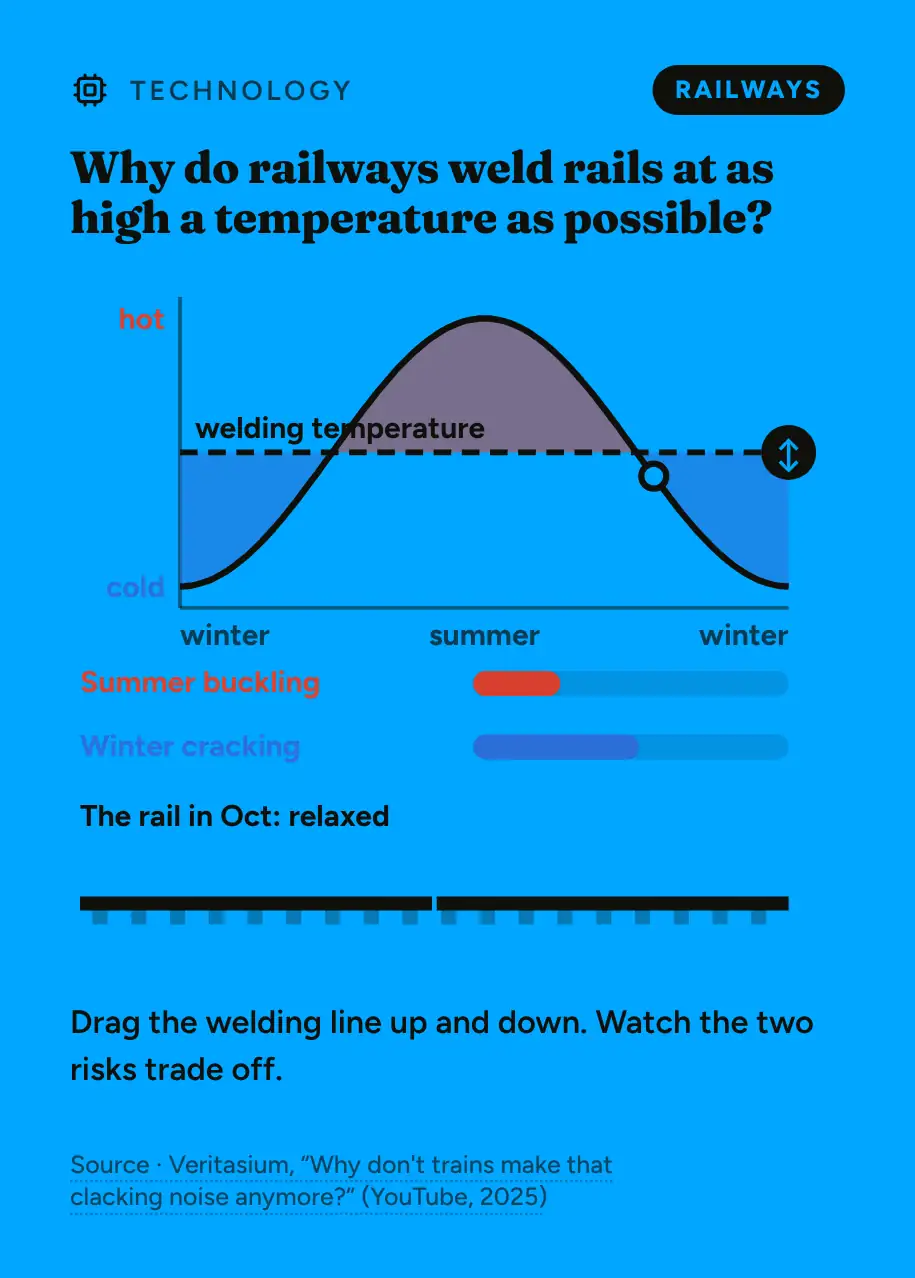 TECHNOLOGY
RAILWAYS
Why do railways weld rails at as
high a temperature as possible?
hot
welding temperature
cold
winter
summer
winter
Summer buckling
Winter cracking
The rail in Oct: relaxed
Drag the welding line up and down. Watch the two
risks trade off.
Source · Veritasium, “Why don't trains make that
clacking noise anymore?” (YouTube, 2025)